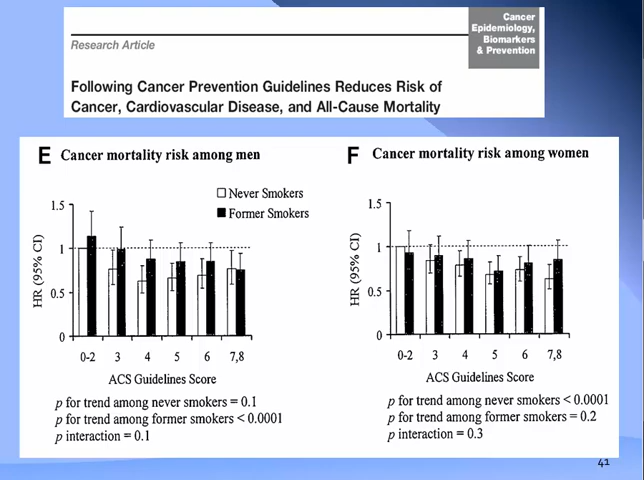 Cancer
Epidemiology,
Biomarkers
& Prevention
Research Article
Following Cancer Prevention Guidelines Reduces Risk of
Cancer, Cardiovascular Disease, and All-Cause Mortality
E Cancer mortality risk among men
Never Smokers
Former Smokers
HR (95% CI)
1.5
1
0.5
0
0-2 3 4 5 6 7,8
ACS Guidelines Score
p for trend among never smokers = 0.1
p for trend among former smokers < 0.0001
p interaction = 0.1
F Cancer mortality risk among women
HR (95% CI)
1.5
1
0.5
0
0-2 3 4 5 6 7,8
ACS Guidelines Score
p for trend among never smokers < 0.0001
p for trend among former smokers = 0.2
p interaction = 0.3
41